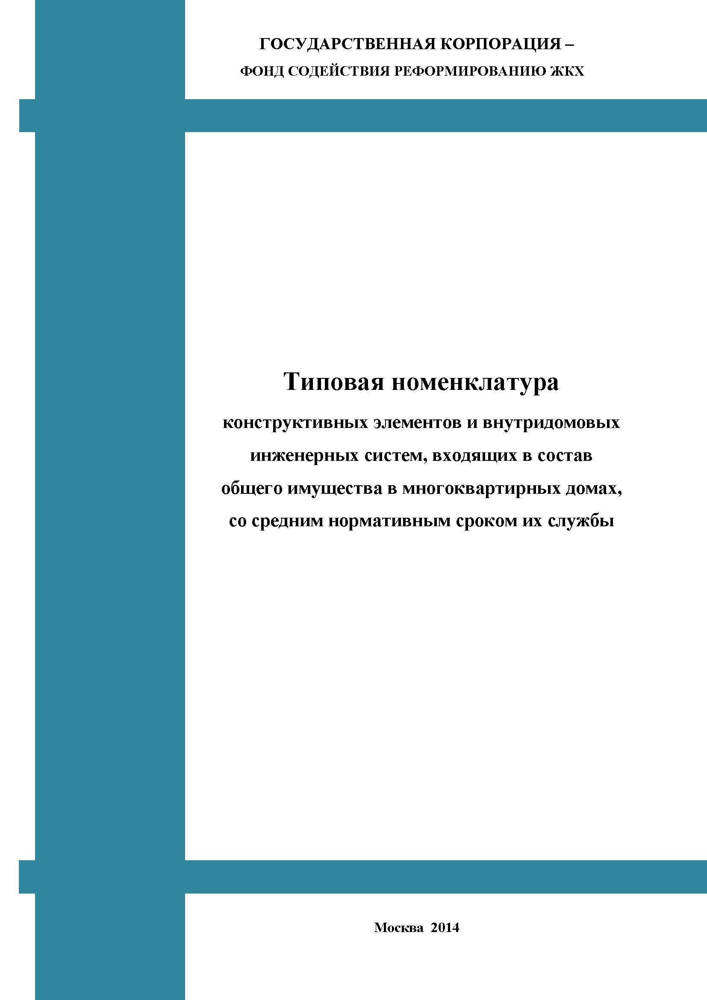 ГОСУДАРСТВЕННАЯ КОРПОРАЦИЯ –
ФОНД СОДЕЙСТВИЯ РЕФОРМИРОВАНИЮ ЖКХ
Типовая номенклатура
конструктивных элементов и внутридомовых
инженерных систем, входящих в состав
общего имущества в многоквартирных домах,
со средним нормативным сроком их службы
Москва 2014